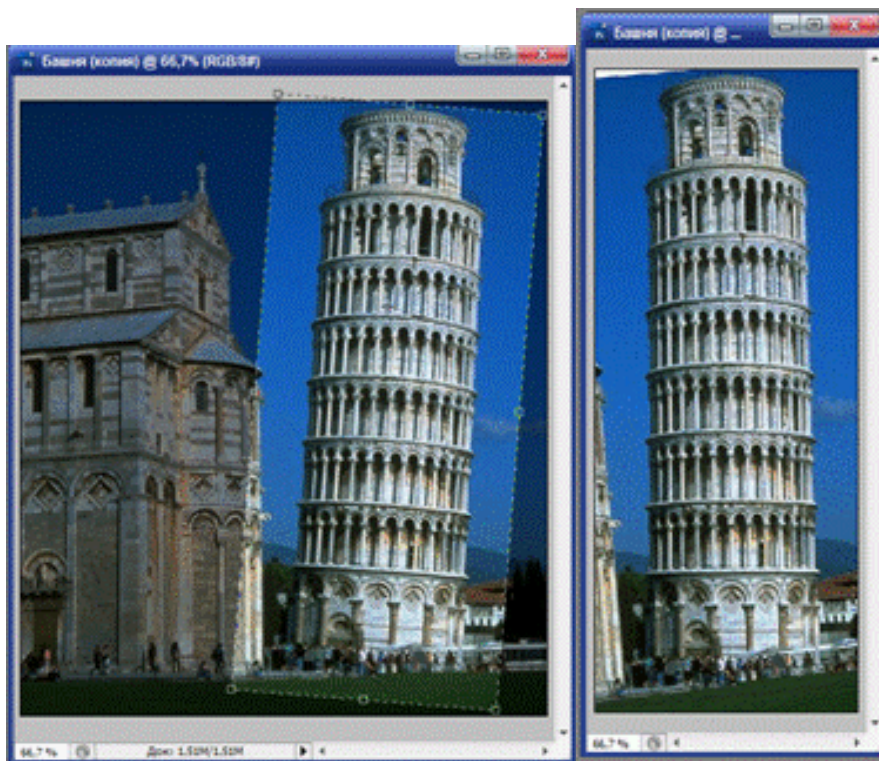 Башня (копия) @ 66,7% (RGB/8#)
66,7 %
Док: 1.51M/1.51M
Башня (копия) @ ...
66,7 %